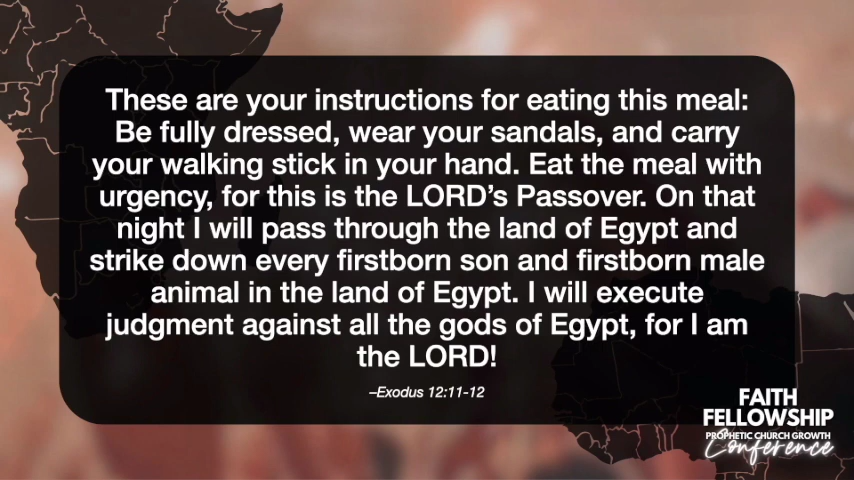 These are your instructions for eating this meal:
Be fully dressed, wear your sandals, and carry
your walking stick in your hand. Eat the meal with
urgency, for this is the LORD’s Passover. On that
night I will pass through the land of Egypt and
strike down every firstborn son and firstborn male
animal in the land of Egypt. I will execute
judgment against all the gods of Egypt, for I am
the LORD!
–Exodus 12:11-12
FAITH
FELLOWSHIP
PROPHETIC CHURCH GROWTH
Conference